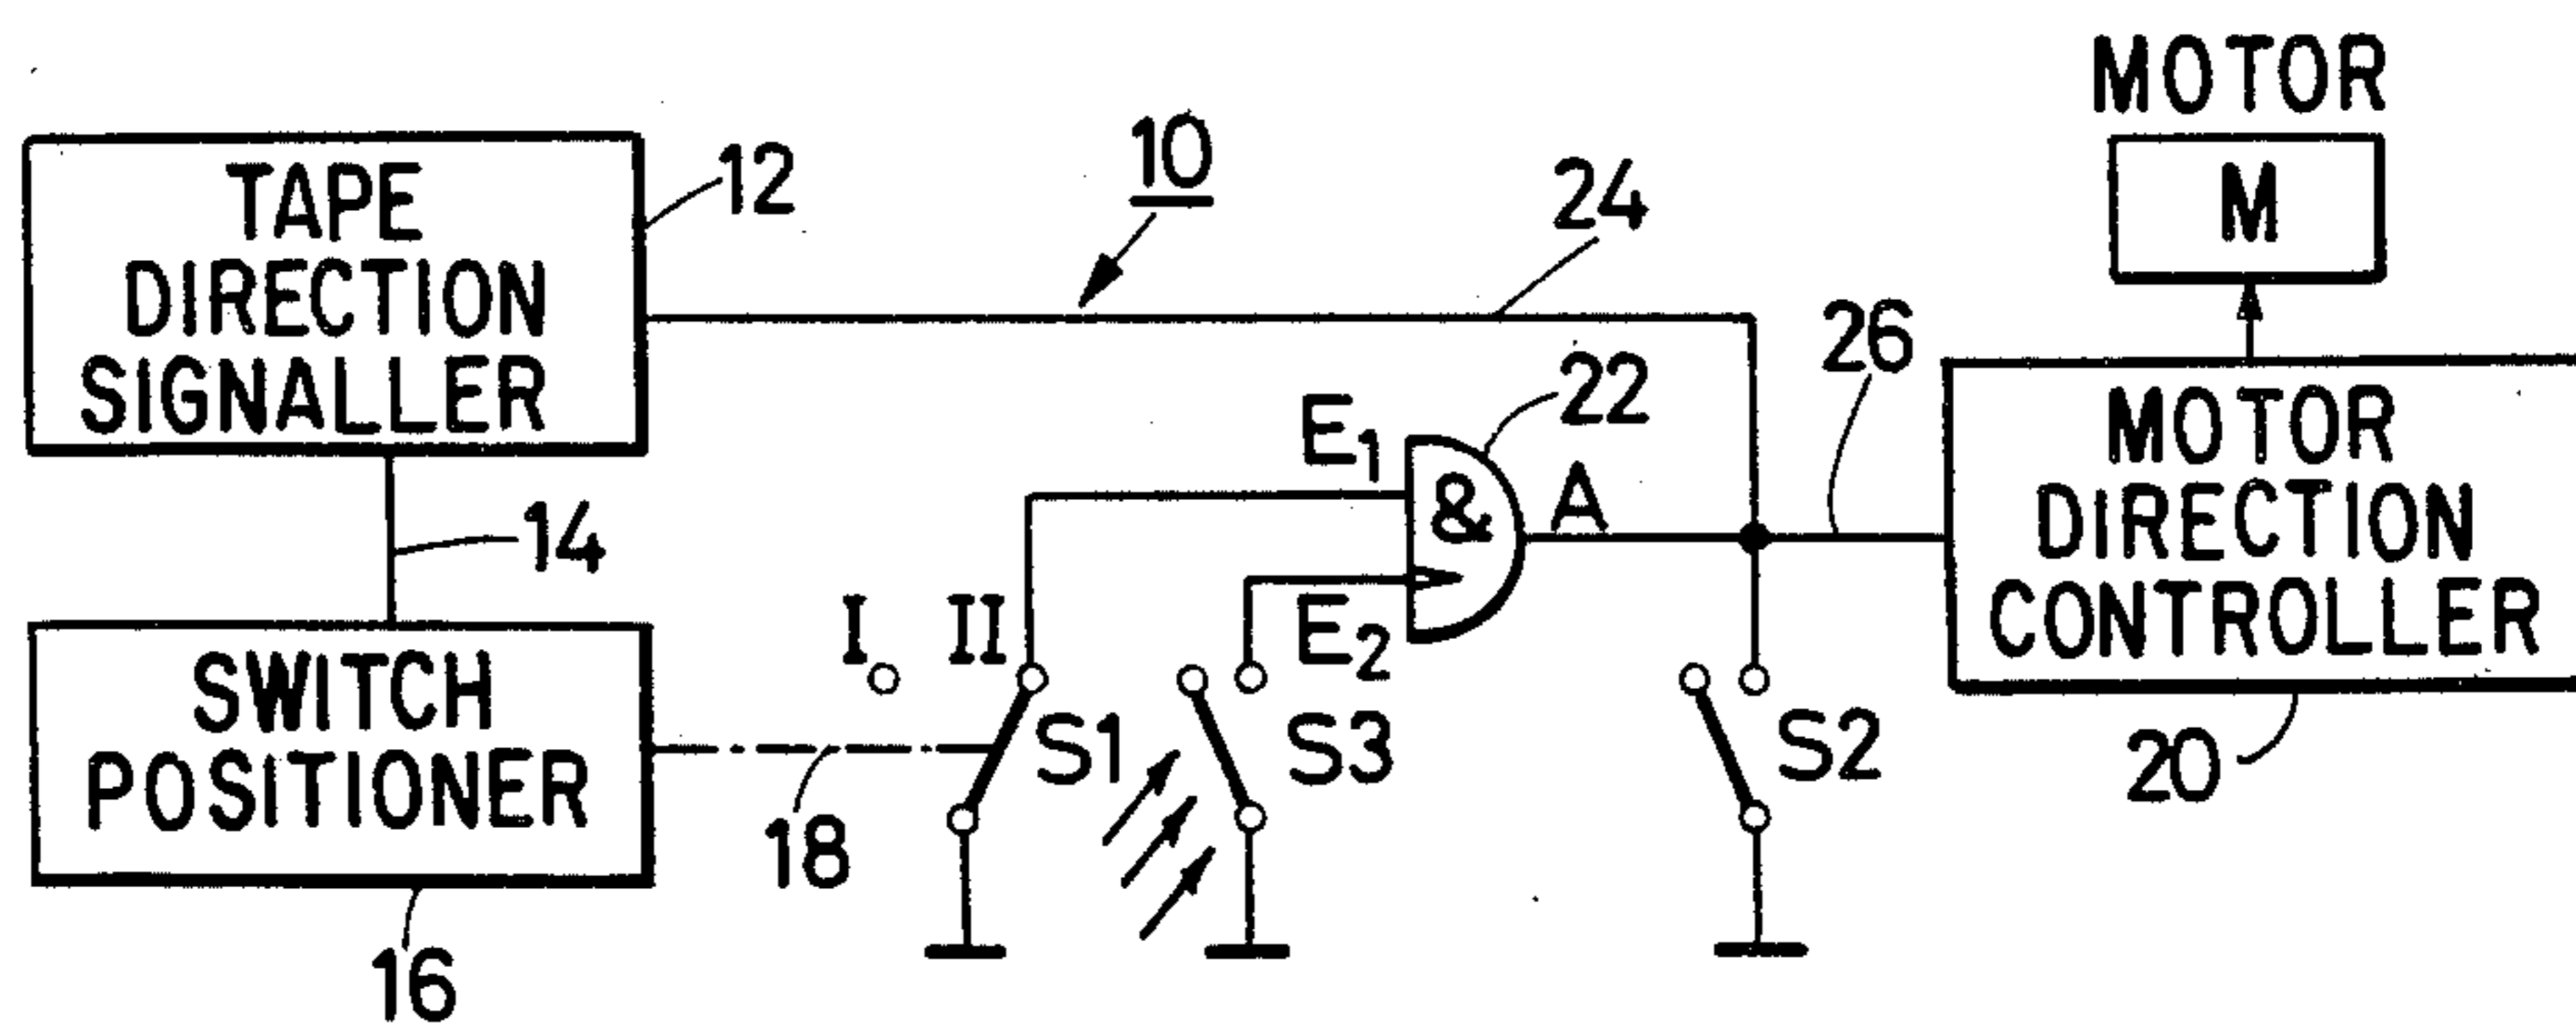 MOTOR
M
10
12
TAPE
DIRECTION
SIGNALLER
24
26
22
E1
&
A
MOTOR
DIRECTION
CONTROLLER
14
I II
E2
SWITCH
POSITIONER
S1
S3
S2
20
18
16